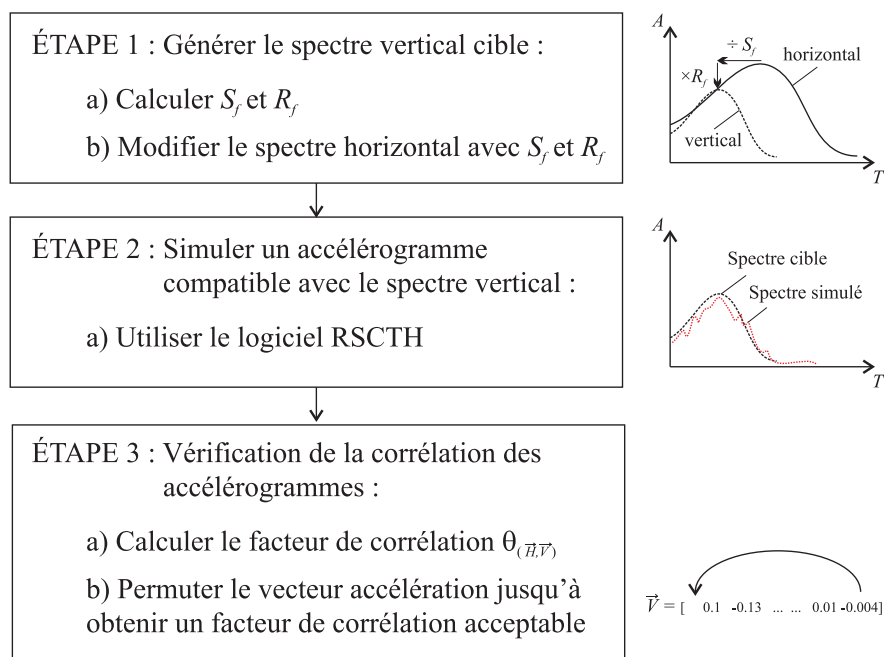 ÉTAPE 1 : Générer le spectre vertical cible :
a) Calculer S_f et R_f
b) Modifier le spectre horizontal avec S_f et R_f
A
÷ S_f
horizontal
×R_f
vertical
T
ÉTAPE 2 : Simuler un accélérogramme
compatible avec le spectre vertical :
a) Utiliser le logiciel RSCTH
A
Spectre cible
Spectre simulé
T
ÉTAPE 3 : Vérification de la corrélation des
accélérogrammes :
a) Calculer le facteur de corrélation θ(H⃗,V⃗)
b) Permuter le vecteur accélération jusqu'à
obtenir un facteur de corrélation acceptable
V⃗ = [ 0.1 -0.13 ... ... 0.01 -0.004]